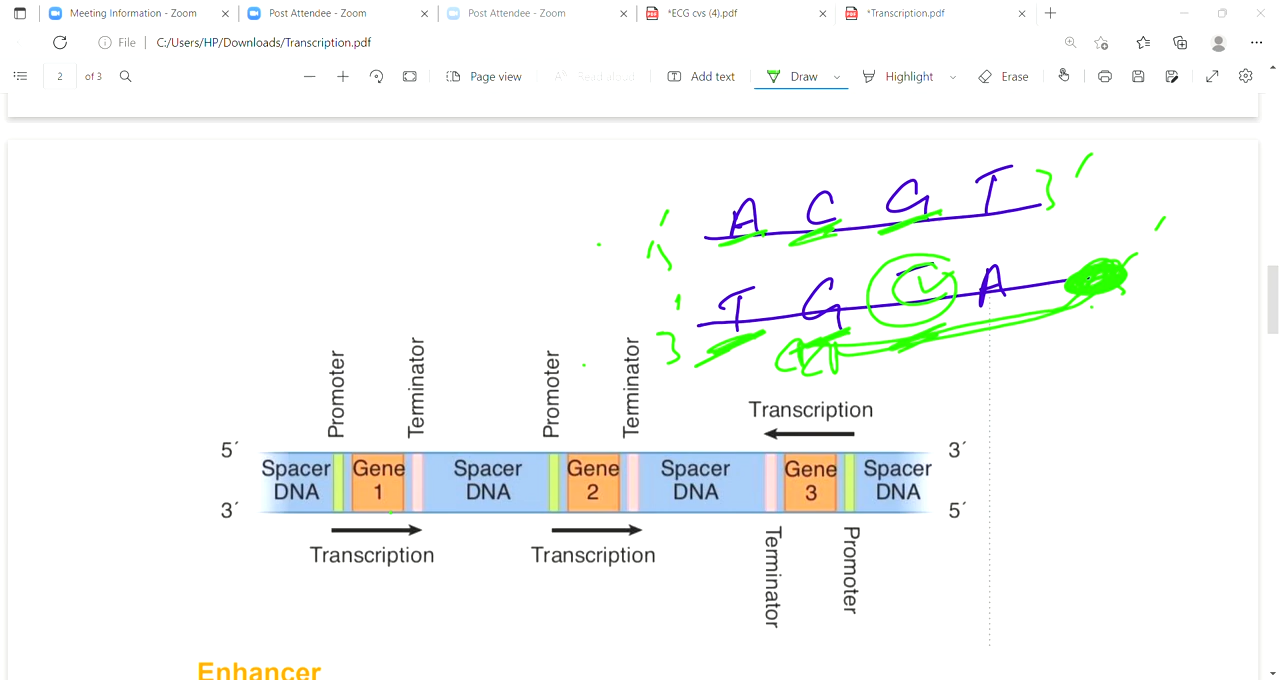 Meeting Information - Zoom
Post Attendee - Zoom
Post Attendee - Zoom
*ECG cvs (4).pdf
*Transcription.pdf
File
C:/Users/HP/Downloads/Transcription.pdf
2 of 3
Page view
Read aloud
Add text
Draw
Highlight
Erase
A C G T 3′
T G A
3′
Promoter
Terminator
Promoter
Terminator
Transcription
5′
3′
Spacer DNA
Gene 1
Spacer DNA
Gene 2
Spacer DNA
Gene 3
Spacer DNA
3′
5′
Transcription
Transcription
Terminator
Promoter
Enhancer